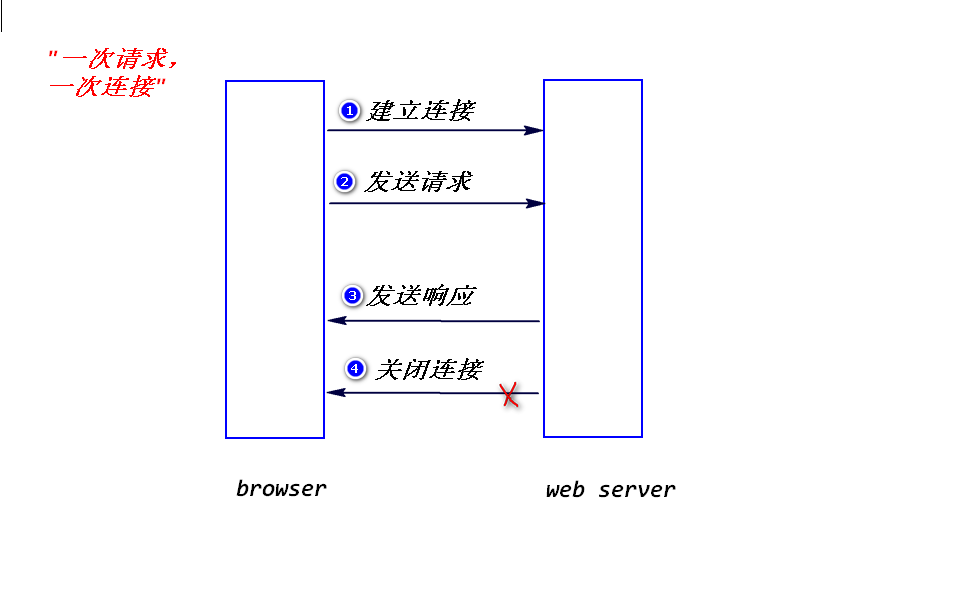 "一次请求，
一次连接"
1 建立连接
2 发送请求
3 发送响应
4 关闭连接
browser
web server